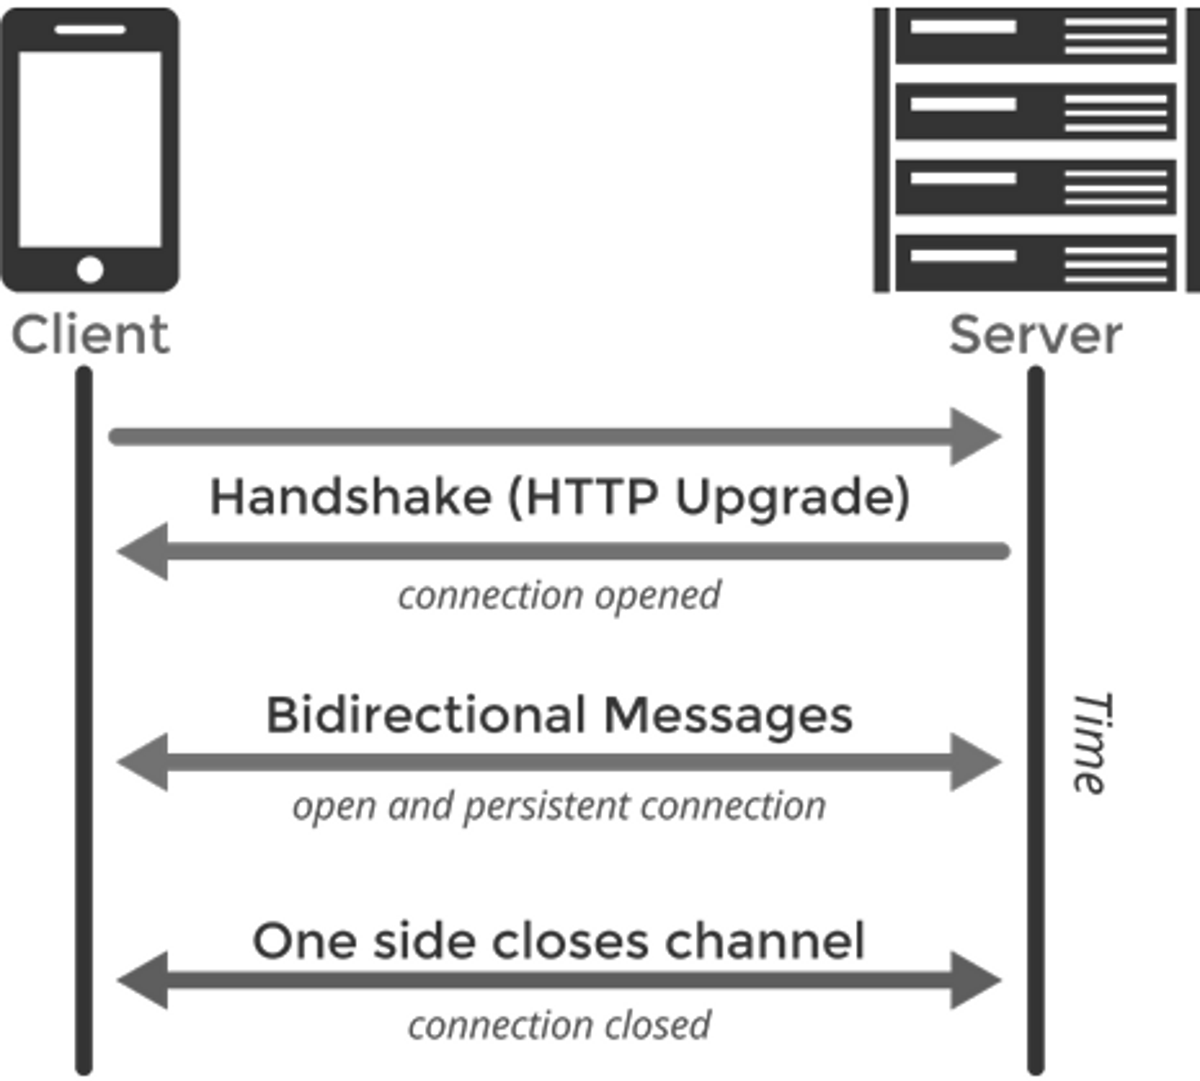 Client
Server
Handshake (HTTP Upgrade)
connection opened
Bidirectional Messages
open and persistent connection
Time
One side closes channel
connection closed